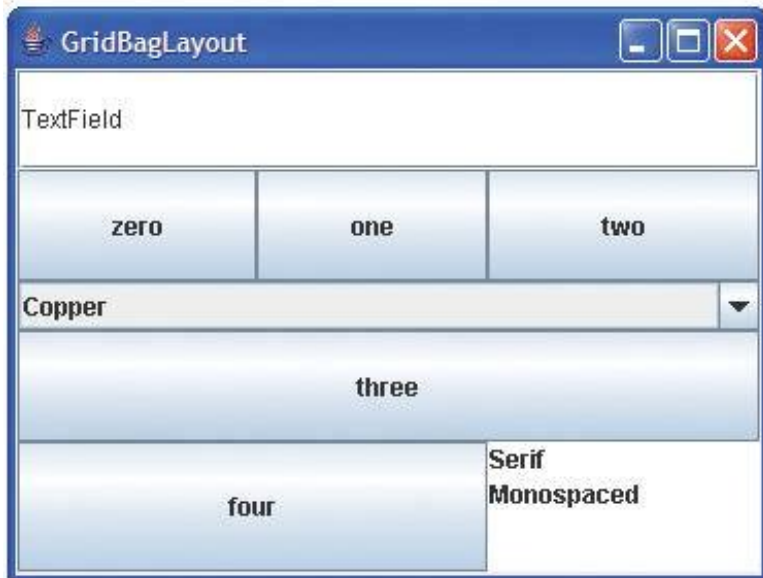 GridBagLayout
TextField
zero one two
Copper
three
four
Serif
Monospaced